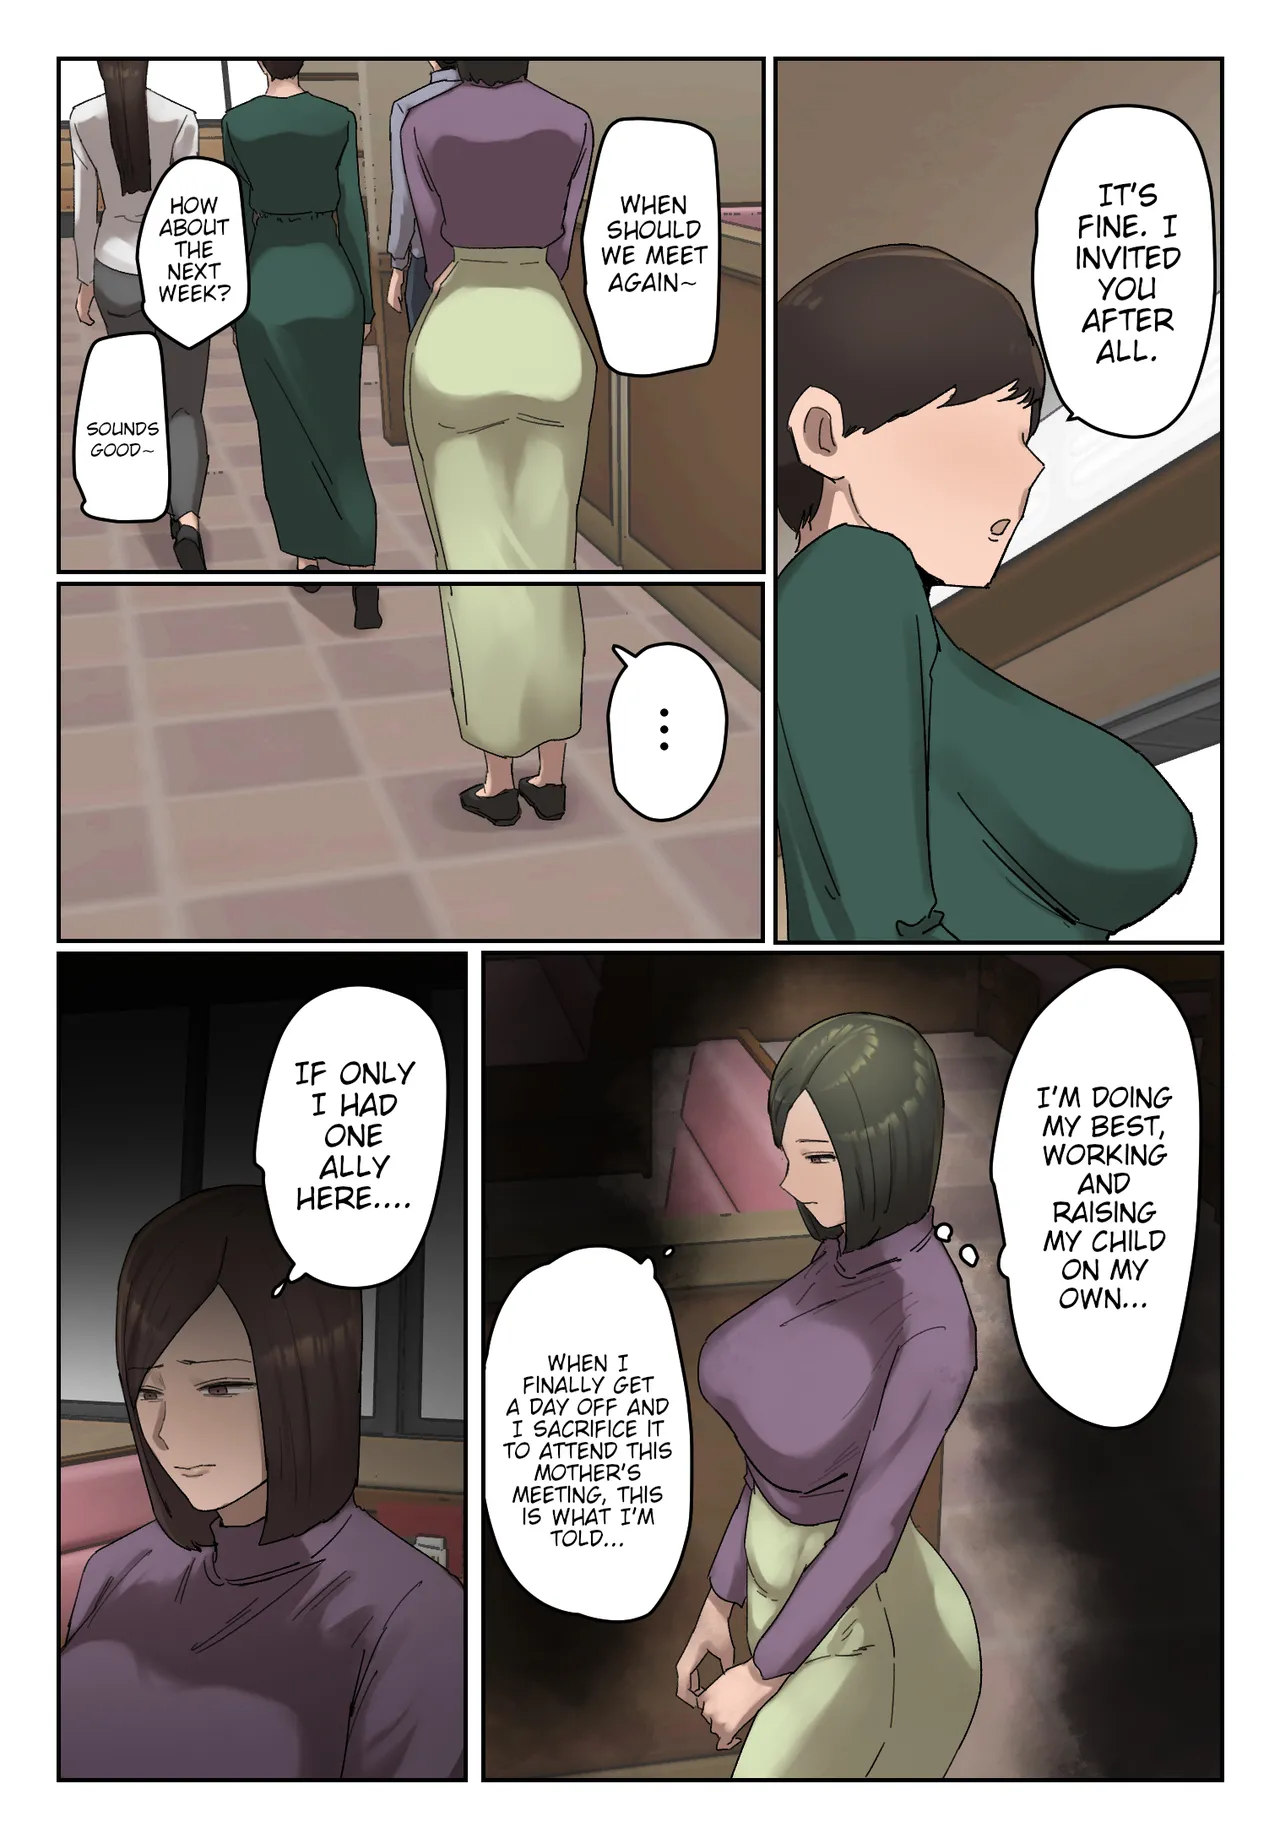 IT'S
FINE. I
INVITED
YOU
AFTER
ALL.
WHEN
SHOULD
WE MEET
AGAIN~
HOW
ABOUT
THE
NEXT
WEEK?
SOUNDS
GOOD~
...
I'M DOING
MY BEST,
WORKING
AND
RAISING
MY CHILD
ON MY
OWN...
WHEN I
FINALLY GET
A DAY OFF AND
I SACRIFICE IT
TO ATTEND THIS
MOTHER'S
MEETING, THIS
IS WHAT I'M
TOLD...
IF ONLY
I HAD
ONE
ALLY
HERE....